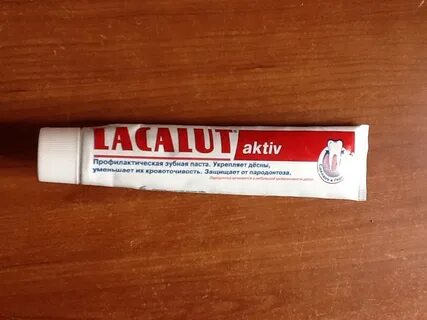 LACALUT aktiv
Профилактическая зубная паста. Укрепляет дёсны,
уменьшает их кровоточивость. Защищает от пародонтоза.